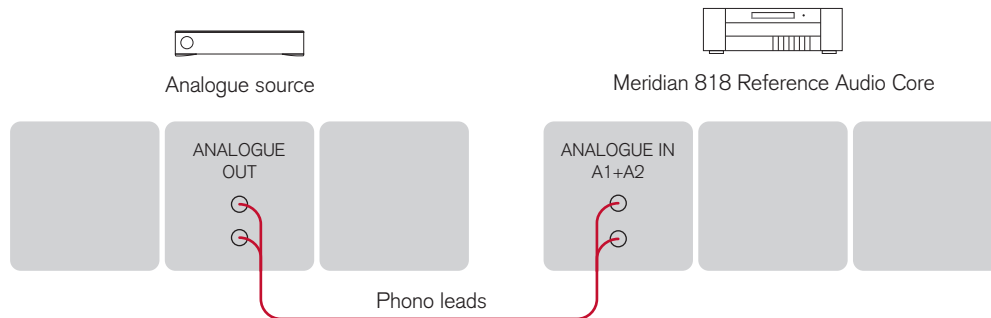 Analogue source
Meridian 818 Reference Audio Core
ANALOGUE
OUT
ANALOGUE IN
A1+A2
Phono leads